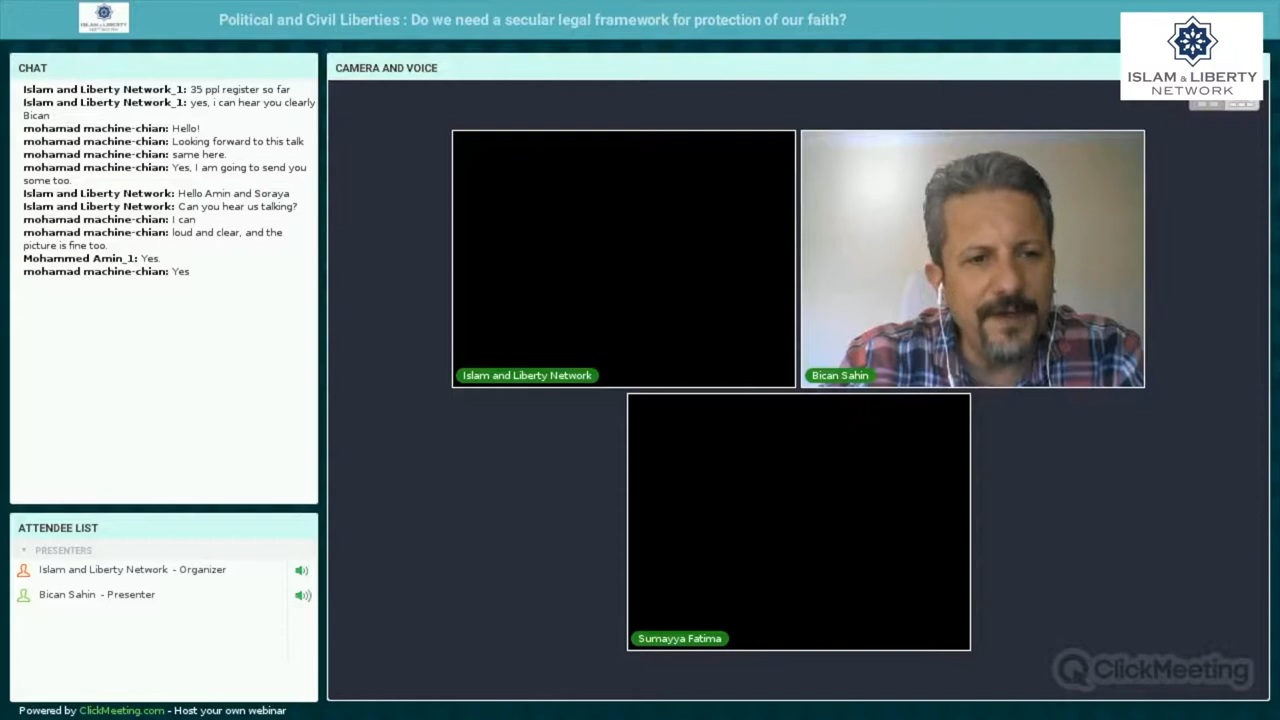 Political and Civil Liberties : Do we need a secular legal framework for protection of our faith?
ISLAM & LIBERTY
NETWORK
CHAT
Islam and Liberty Network_1: 35 ppl register so far
Islam and Liberty Network_1: yes, i can hear you clearly
Bican
mohamad machine-chian: Hello!
mohamad machine-chian: Looking forward to this talk
mohamad machine-chian: same here.
mohamad machine-chian: Yes, I am going to send you
some too.
Islam and Liberty Network: Hello Amin and Soraya
Islam and Liberty Network: Can you hear us talking?
mohamad machine-chian: I can
mohamad machine-chian: loud and clear, and the
picture is fine too.
Mohammed Amin_1: Yes.
mohamad machine-chian: Yes
CAMERA AND VOICE
ISLAM & LIBERTY
NETWORK
Islam and Liberty Network
Bican Sahin
Sumayya Fatima
ATTENDEE LIST
PRESENTERS
Islam and Liberty Network - Organizer
Bican Sahin - Presenter
ClickMeeting
Powered by ClickMeeting.com - Host your own webinar